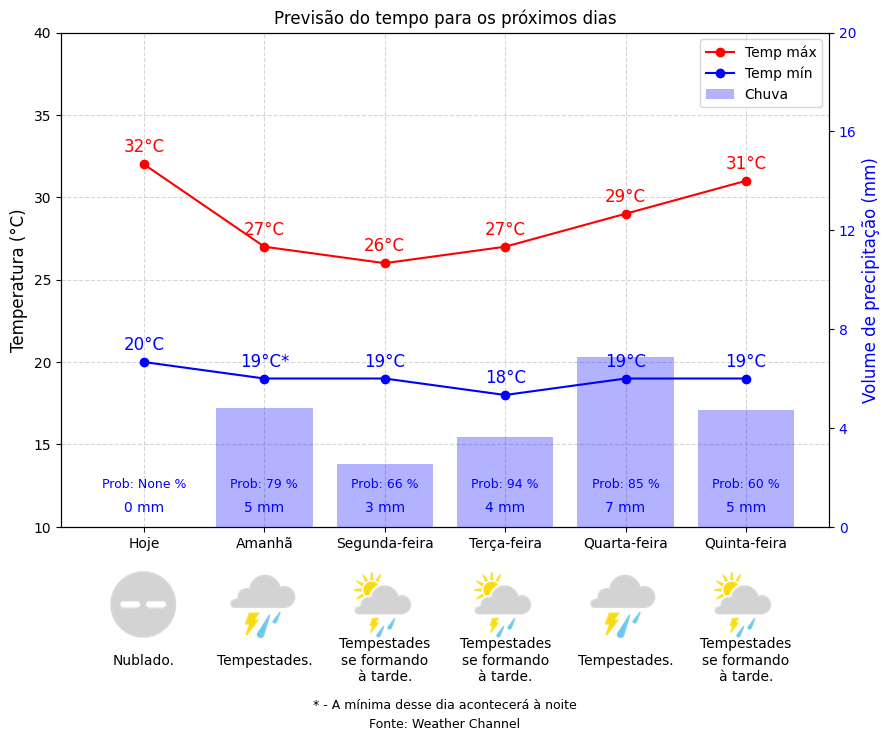 Previsão do tempo para os próximos dias
40
35
30
25
20
15
10
Temperatura (°C)
20
16
12
8
4
0
Volume de precipitação (mm)
Temp máx
Temp mín
Chuva
32°C
27°C
26°C
27°C
29°C
31°C
20°C
19°C*
19°C
18°C
19°C
19°C
Prob: None %
Prob: 79 %
Prob: 66 %
Prob: 94 %
Prob: 85 %
Prob: 60 %
0 mm
5 mm
3 mm
4 mm
7 mm
5 mm
Hoje
Amanhã
Segunda-feira
Terça-feira
Quarta-feira
Quinta-feira
Nublado.
Tempestades.
Tempestades
se formando
à tarde.
Tempestades
se formando
à tarde.
Tempestades.
Tempestades
se formando
à tarde.
* - A mínima desse dia acontecerá à noite
Fonte: Weather Channel